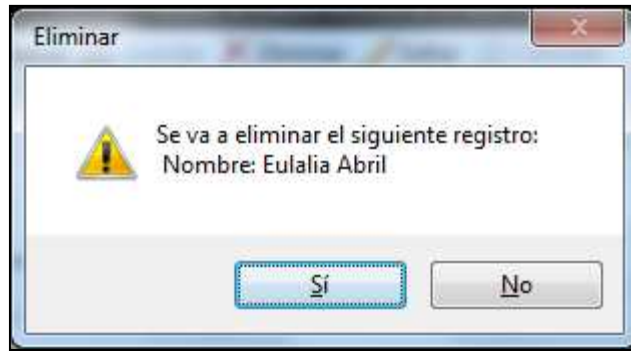 Eliminar
Se va a eliminar el siguiente registro:
Nombre: Eulalia Abril
Sí
No